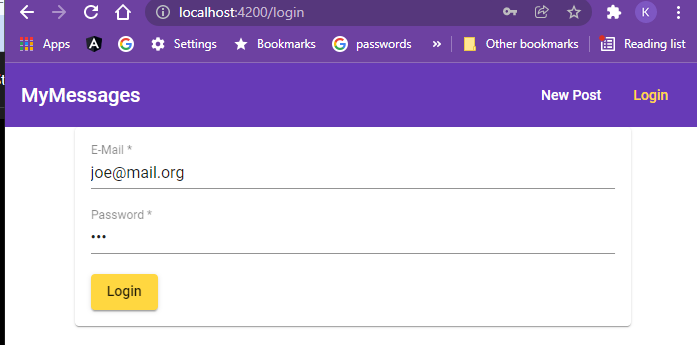 localhost:4200/login
K
Apps Settings Bookmarks passwords » Other bookmarks Reading list
MyMessages New Post Login
E-Mail *
joe@mail.org
Password *
•••
Login